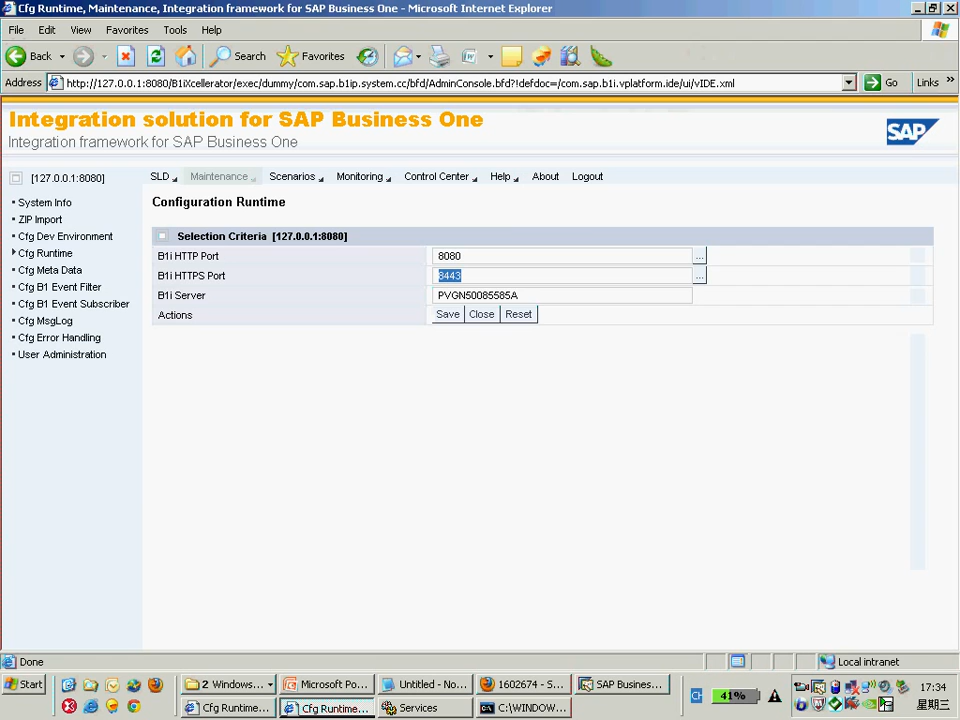 Cfg Runtime, Maintenance, Integration framework for SAP Business One - Microsoft Internet Explorer
File Edit View Favorites Tools Help
Back Search Favorites
Address http://127.0.0.1:8080/B1iXcellerator/exec/dummy/com.sap.b1ip.system.cc/bfd/AdminConsole.bfd?!defdoc=/com.sap.b1i.vplatform.ide/ui/vIDE.xml Go Links »
Integration solution for SAP Business One
Integration framework for SAP Business One
SAP
[127.0.0.1:8080]
SLD Maintenance Scenarios Monitoring Control Center Help About Logout
System Info
ZIP Import
Cfg Dev Environment
Cfg Runtime
Cfg Meta Data
Cfg B1 Event Filter
Cfg B1 Event Subscriber
Cfg MsgLog
Cfg Error Handling
User Administration
Configuration Runtime
Selection Criteria [127.0.0.1:8080]
B1i HTTP Port 8080 ...
B1i HTTPS Port 8443 ...
B1i Server PVGN50085585A
Actions Save Close Reset
Done Local intranet
Start 2 Windows... Microsoft Po... Untitled - No... 1602674 - S... SAP Busines... 41% 17:34
Cfg Runtime... Cfg Runtime... Services C:\WINDOW... 星期三